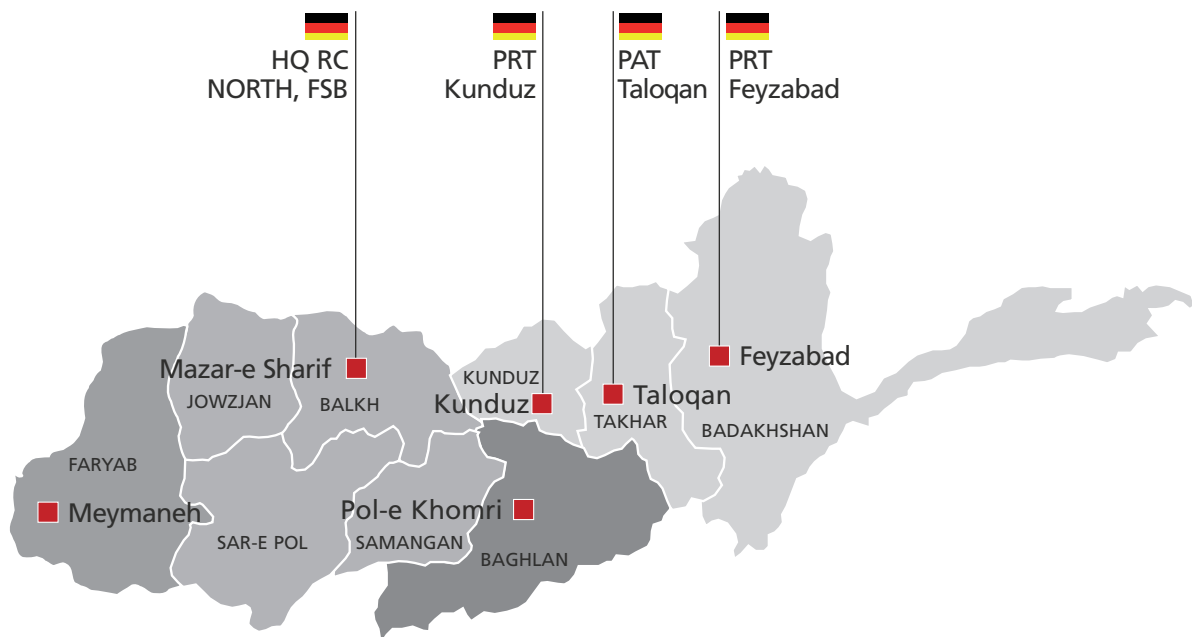 HQ RC
NORTH, FSB
PRT
Kunduz
PAT
Taloqan
PRT
Feyzabad
Mazar-e Sharif
JOWZJAN
BALKH
KUNDUZ
Kunduz
Taloqan
TAKHAR
Feyzabad
BADAKHSHAN
FARYAB
Meymaneh
SAR-E POL
Pol-e Khomri
SAMANGAN
BAGHLAN